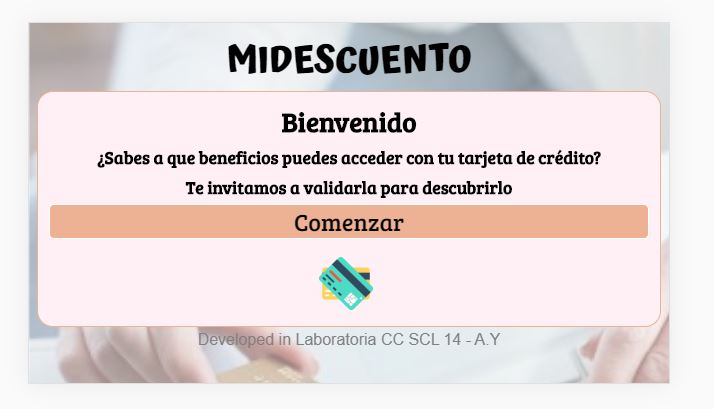 MIDESCUENTO
Bienvenido
¿Sabes a que beneficios puedes acceder con tu tarjeta de crédito?
Te invitamos a validarla para descubrirlo
Comenzar
Developed in Laboratoria CC SCL 14 - A.Y